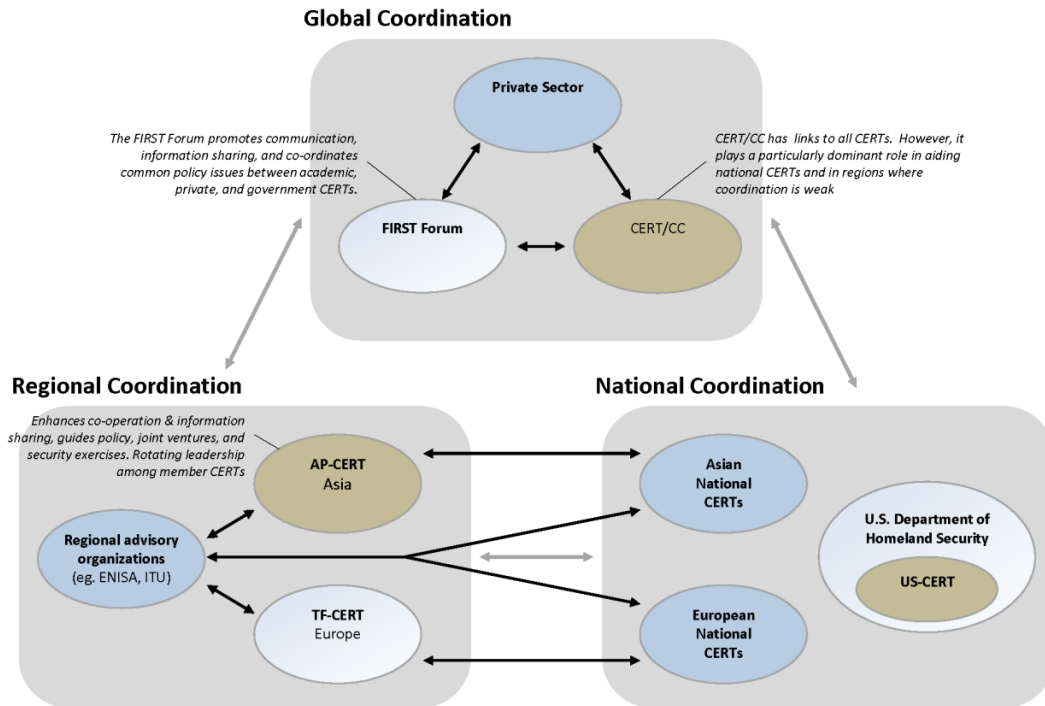 Global Coordination
Private Sector
The FIRST Forum promotes communication,
information sharing, and co-ordinates
common policy issues between academic,
private, and government CERTs.
CERT/CC has links to all CERTs. However, it
plays a particularly dominant role in aiding
national CERTs and in regions where
coordination is weak
FIRST Forum
CERT/CC
Regional Coordination
Enhances co-operation & information
sharing, guides policy, joint ventures, and
security exercises. Rotating leadership
among member CERTs
AP-CERT
Asia
Regional advisory
organizations
(eg. ENISA, ITU)
TF-CERT
Europe
National Coordination
Asian
National
CERTs
U.S. Department of
Homeland Security
US-CERT
European
National
CERTs